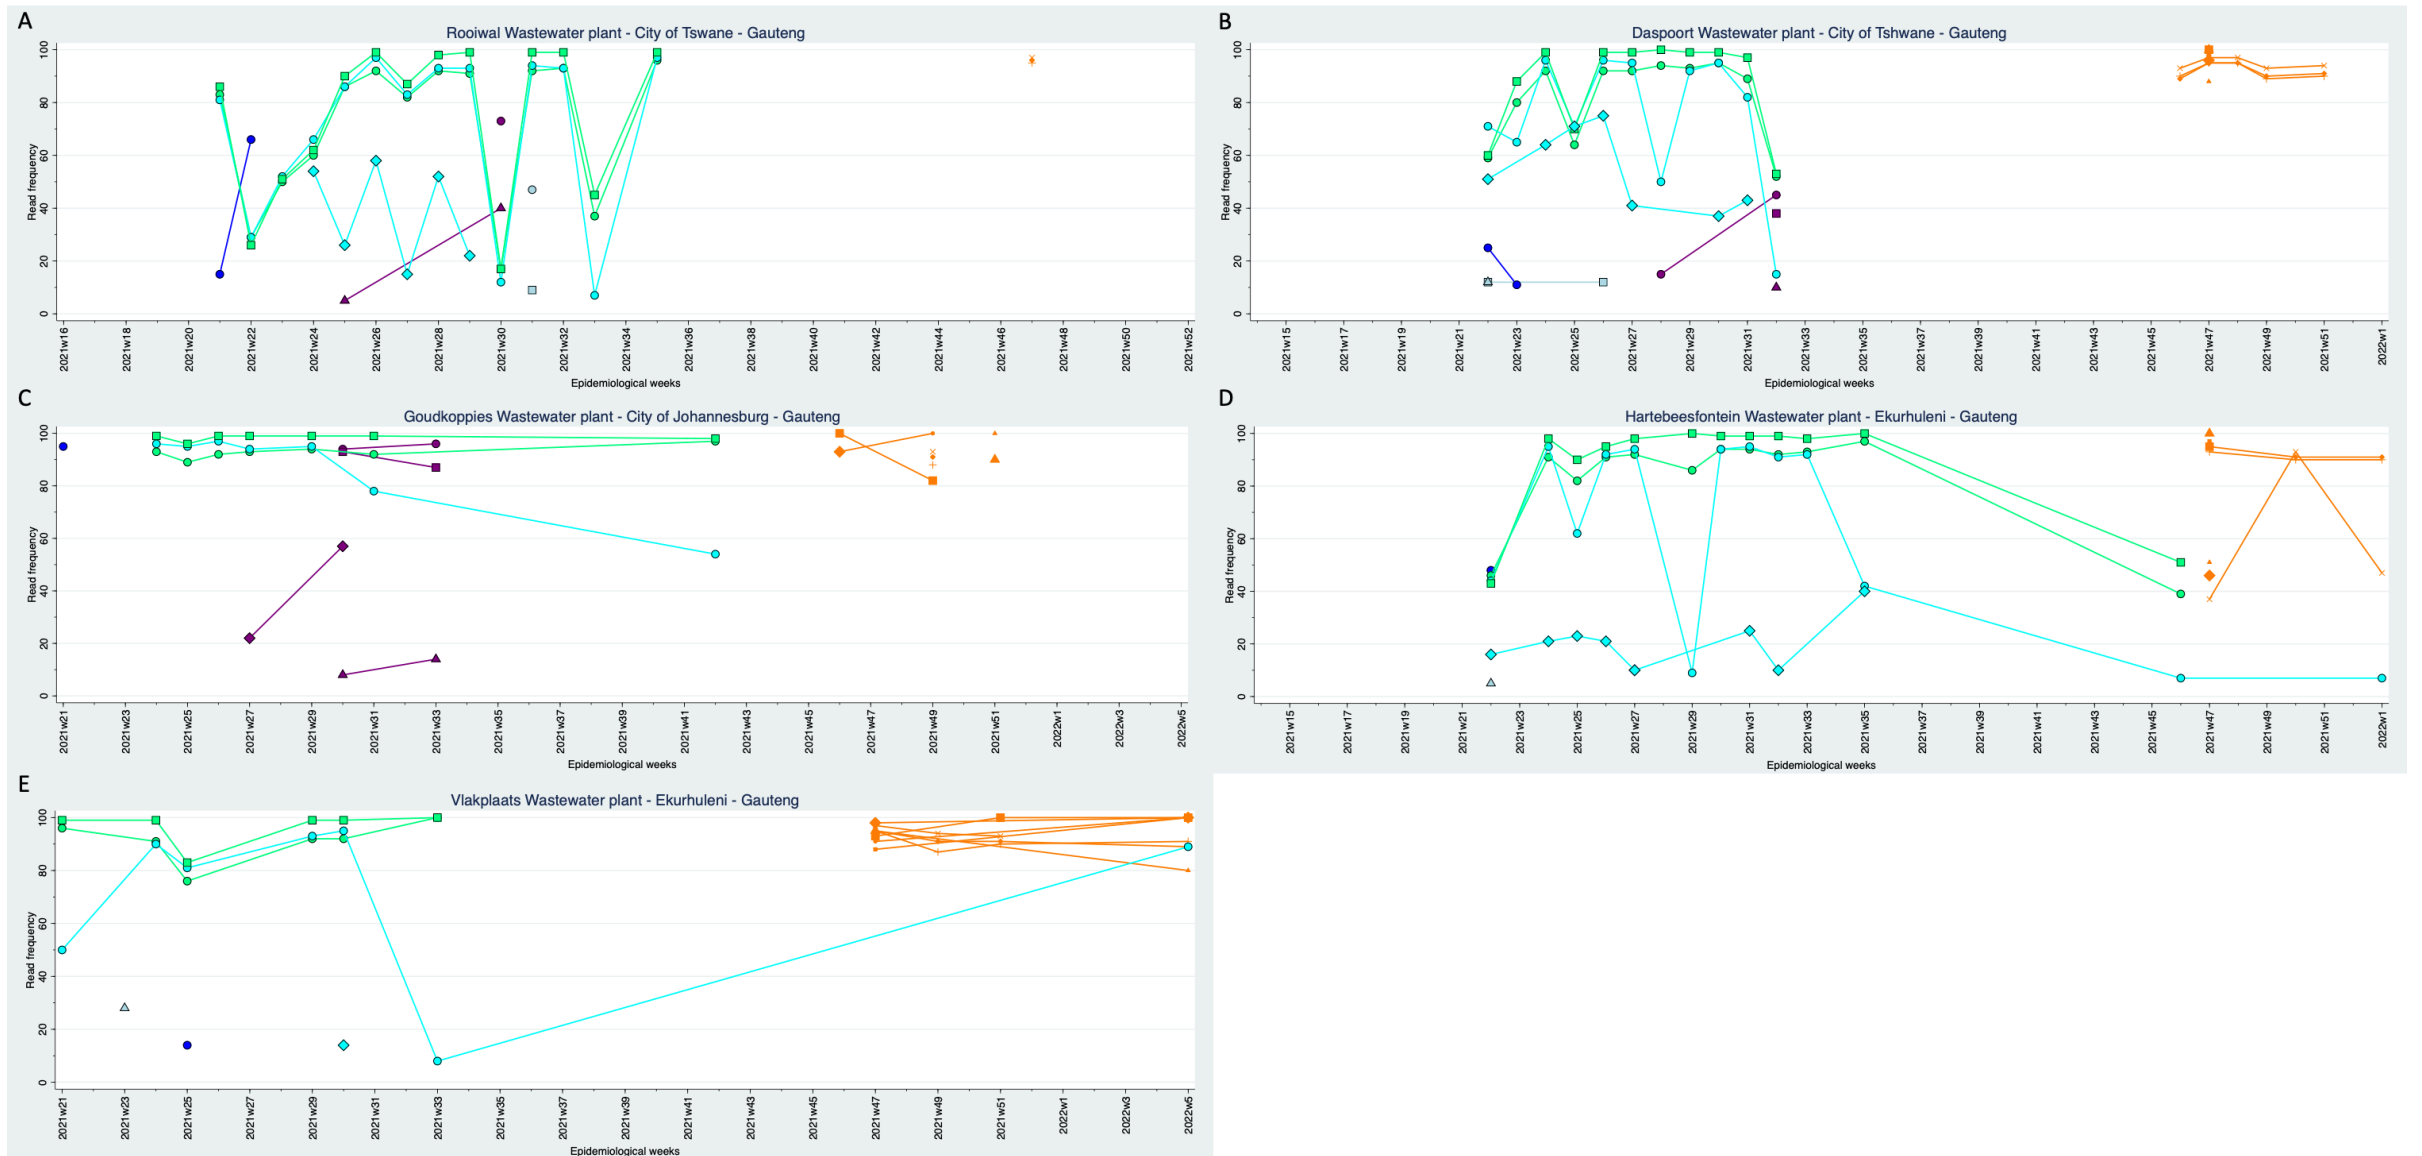 A
Rooiwal Wastewater plant - City of Tswane - Gauteng
Read frequency
100
80
60
40
20
0
2021w16 2021w18 2021w20 2021w22 2021w24 2021w26 2021w28 2021w30 2021w32 2021w34 2021w36 2021w38 2021w40 2021w42 2021w44 2021w46 2021w48 2021w50 2021w52
Epidemiological weeks
B
Daspoort Wastewater plant - City of Tshwane - Gauteng
Read frequency
100
80
60
40
20
0
2021w15 2021w17 2021w19 2021w21 2021w23 2021w25 2021w27 2021w29 2021w31 2021w33 2021w35 2021w37 2021w39 2021w41 2021w43 2021w45 2021w47 2021w49 2021w51 2022w1
Epidemiological weeks
C
Goudkoppies Wastewater plant - City of Johannesburg - Gauteng
Read frequency
100
80
60
40
20
0
2021w21 2021w23 2021w25 2021w27 2021w29 2021w31 2021w33 2021w35 2021w37 2021w39 2021w41 2021w43 2021w45 2021w47 2021w49 2021w51 2022w1 2022w3 2022w5
Epidemiological weeks
D
Hartebeesfontein Wastewater plant - Ekurhuleni - Gauteng
Read frequency
100
80
60
40
20
0
2021w15 2021w17 2021w19 2021w21 2021w23 2021w25 2021w27 2021w29 2021w31 2021w33 2021w35 2021w37 2021w39 2021w41 2021w43 2021w45 2021w47 2021w49 2021w51 2022w1
Epidemiological weeks
E
Vlakplaats Wastewater plant - Ekurhuleni - Gauteng
Read frequency
100
80
60
40
20
0
2021w21 2021w23 2021w25 2021w27 2021w29 2021w31 2021w33 2021w35 2021w37 2021w39 2021w41 2021w43 2021w45 2021w47 2021w49 2021w51 2022w1 2022w3 2022w5
Epidemiological weeks